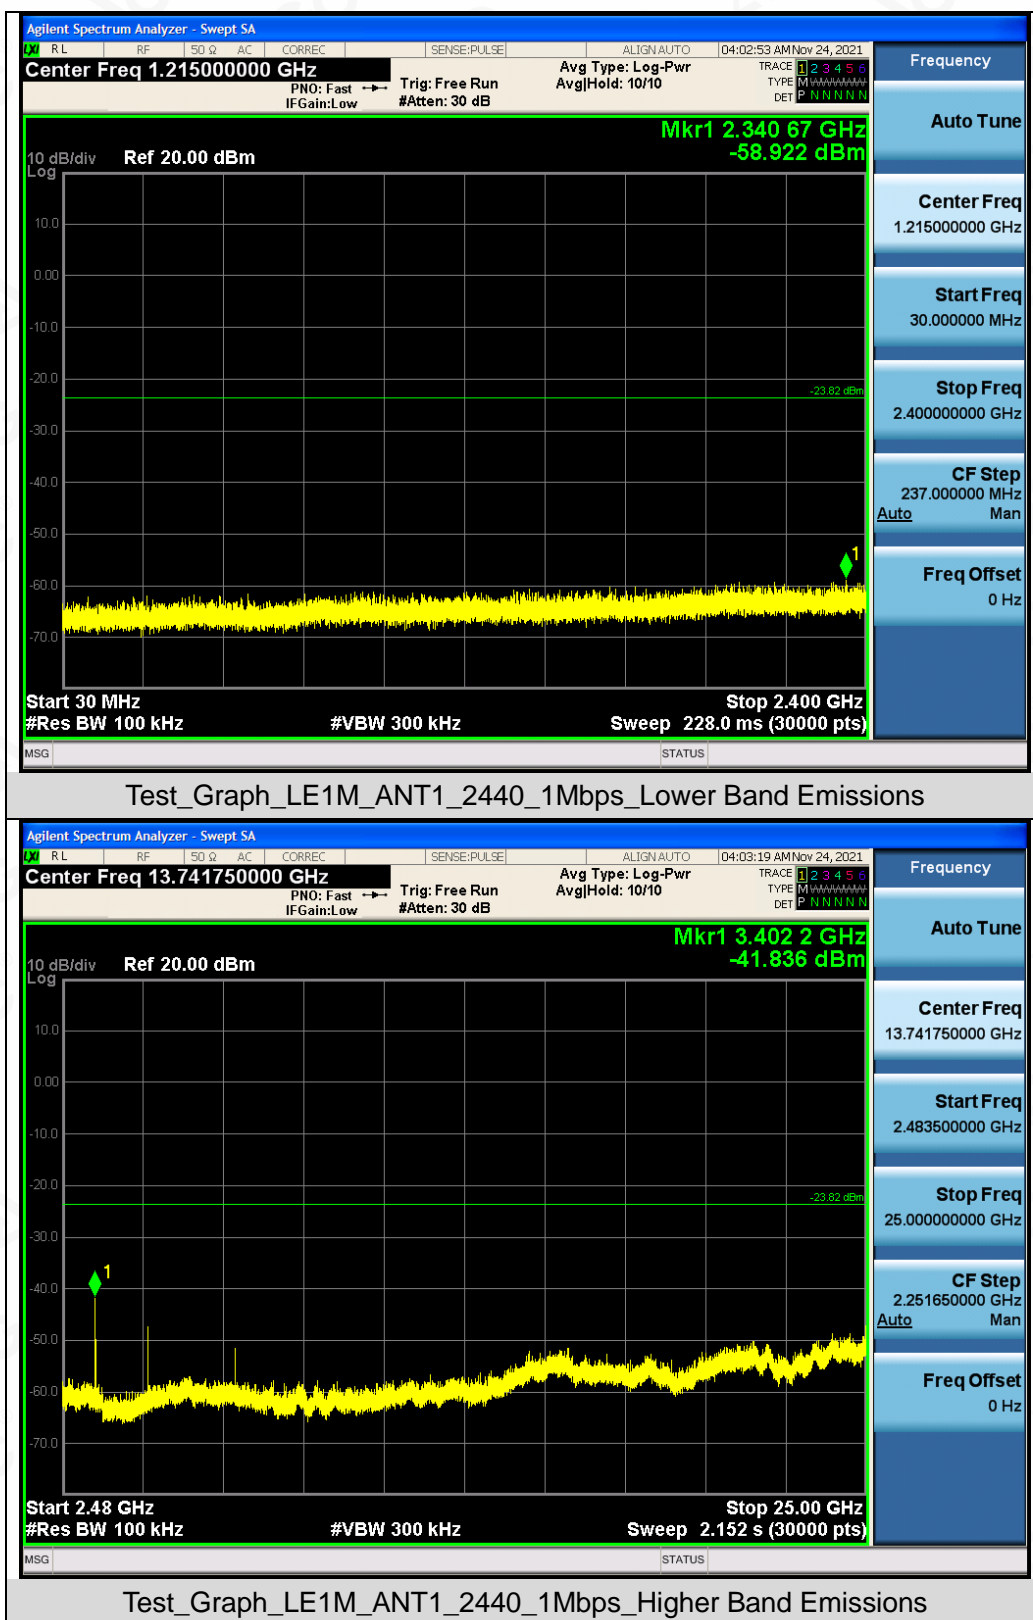 Agilent Spectrum Analyzer - Swept SA
LXI RL RF 50 Ω AC CORREC SENSE:PULSE ALIGN AUTO 04:02:53 AM Nov 24, 2021
Center Freq 1.215000000 GHz
PNO: Fast
IFGain:Low
Trig: Free Run
#Atten: 30 dB
Avg Type: Log-Pwr
Avg|Hold: 10/10
TRACE 1 2 3 4 5 6
TYPE M
DET P N N N N N
Mkr1 2.340 67 GHz
-58.922 dBm
10 dB/div Ref 20.00 dBm
Log
10.0
0.00
-10.0
-20.0
-23.82 dBm
-30.0
-40.0
-50.0
1
-60.0
-70.0
Start 30 MHz Stop 2.400 GHz
#Res BW 100 kHz #VBW 300 kHz Sweep 228.0 ms (30000 pts)
MSG STATUS
Frequency
Auto Tune
Center Freq
1.215000000 GHz
Start Freq
30.000000 MHz
Stop Freq
2.400000000 GHz
CF Step
237.000000 MHz
Auto Man
Freq Offset
0 Hz
Test_Graph_LE1M_ANT1_2440_1Mbps_Lower Band Emissions
Agilent Spectrum Analyzer - Swept SA
LXI RL RF 50 Ω AC CORREC SENSE:PULSE ALIGN AUTO 04:03:19 AM Nov 24, 2021
Center Freq 13.741750000 GHz
PNO: Fast
IFGain:Low
Trig: Free Run
#Atten: 30 dB
Avg Type: Log-Pwr
Avg|Hold: 10/10
TRACE 1 2 3 4 5 6
TYPE M
DET P N N N N N
Mkr1 3.402 2 GHz
-41.836 dBm
10 dB/div Ref 20.00 dBm
Log
10.0
0.00
-10.0
-20.0
-23.82 dBm
-30.0
1
-40.0
-50.0
-60.0
-70.0
Start 2.48 GHz Stop 25.00 GHz
#Res BW 100 kHz #VBW 300 kHz Sweep 2.152 s (30000 pts)
MSG STATUS
Frequency
Auto Tune
Center Freq
13.741750000 GHz
Start Freq
2.483500000 GHz
Stop Freq
25.000000000 GHz
CF Step
2.251650000 GHz
Auto Man
Freq Offset
0 Hz
Test_Graph_LE1M_ANT1_2440_1Mbps_Higher Band Emissions